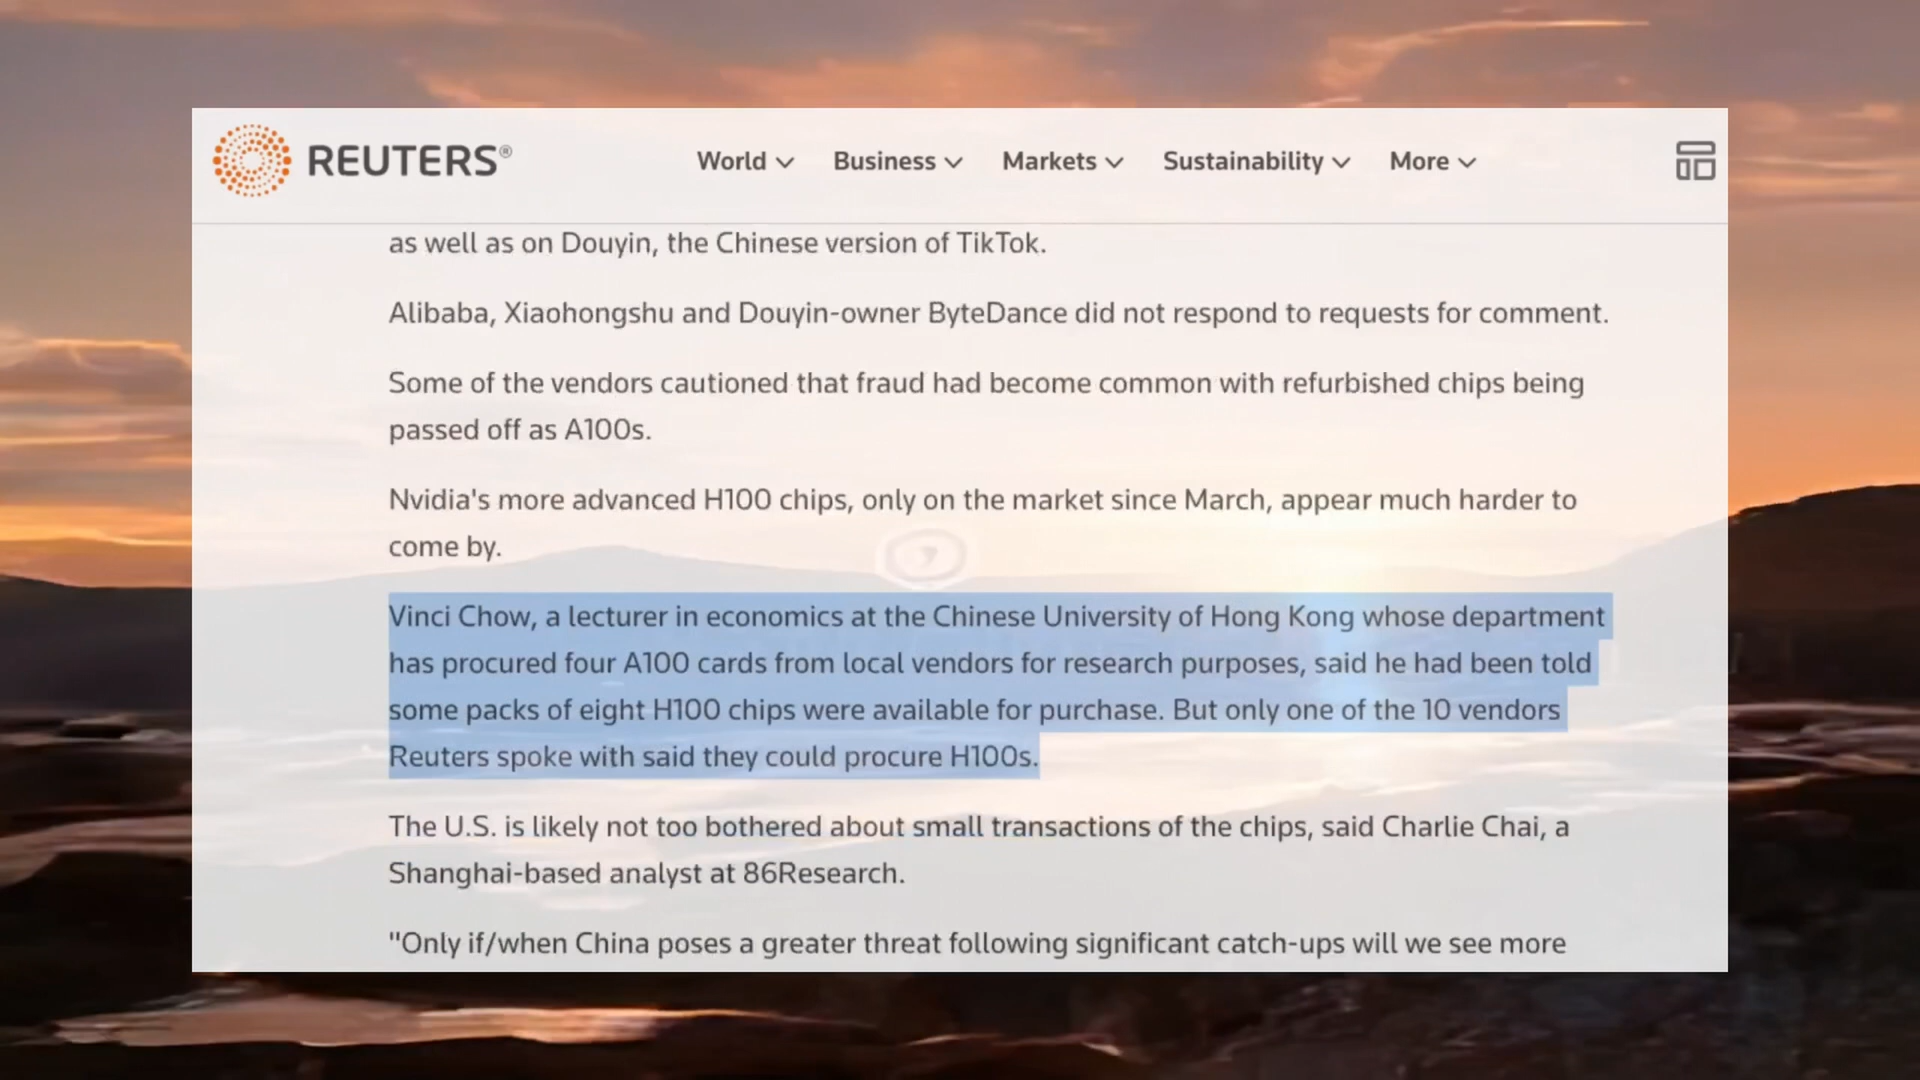 REUTERS®
World
Business
Markets
Sustainability
More
as well as on Douyin, the Chinese version of TikTok.
Alibaba, Xiaohongshu and Douyin-owner ByteDance did not respond to requests for comment.
Some of the vendors cautioned that fraud had become common with refurbished chips being
passed off as A100s.
Nvidia's more advanced H100 chips, only on the market since March, appear much harder to
come by.
Vinci Chow, a lecturer in economics at the Chinese University of Hong Kong whose department
has procured four A100 cards from local vendors for research purposes, said he had been told
some packs of eight H100 chips were available for purchase. But only one of the 10 vendors
Reuters spoke with said they could procure H100s.
The U.S. is likely not too bothered about small transactions of the chips, said Charlie Chai, a
Shanghai-based analyst at 86Research.
"Only if/when China poses a greater threat following significant catch-ups will we see more